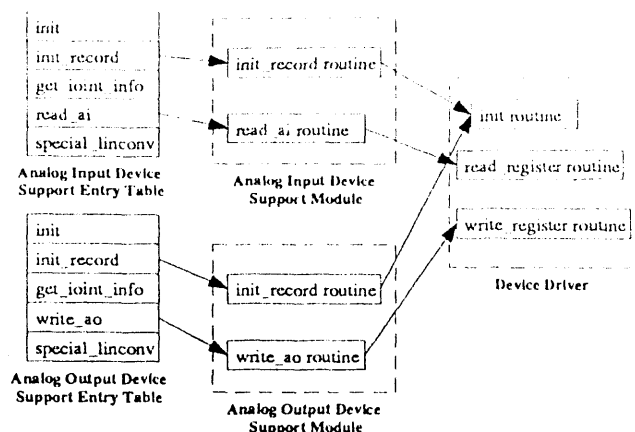 init
init_record
get_ioint_info
read_ai
special_linconv
Analog Input Device
Support Entry Table
init_record routine
read_ai routine
Analog Input Device
Support Module
init routine
read_register routine
write_register routine
Device Driver
init
init_record
get_ioint_info
write_ao
special_linconv
Analog Output Device
Support Entry Table
init_record routine
write_ao routine
Analog Output Device
Support Module